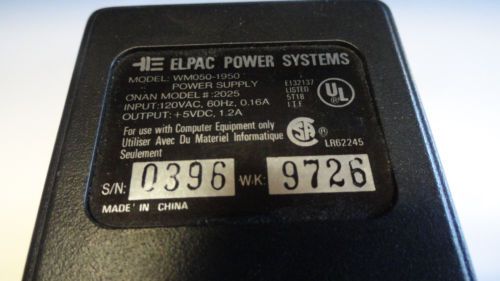 ELPAC POWER SYSTEMS
MODEL: WM050-1950
POWER SUPPLY
ONAN MODEL #:2025
INPUT:120VAC, 60Hz, 0.16A
OUTPUT: +5VDC, 1.2A
E132137
LISTED
5T18
I.T.E
UL
For use with Computer Equipment only
Utiliser Avec Du Materiel Informatique
Seulement
LR62245
S/N: 0396 WK: 9726
MADE IN CHINA